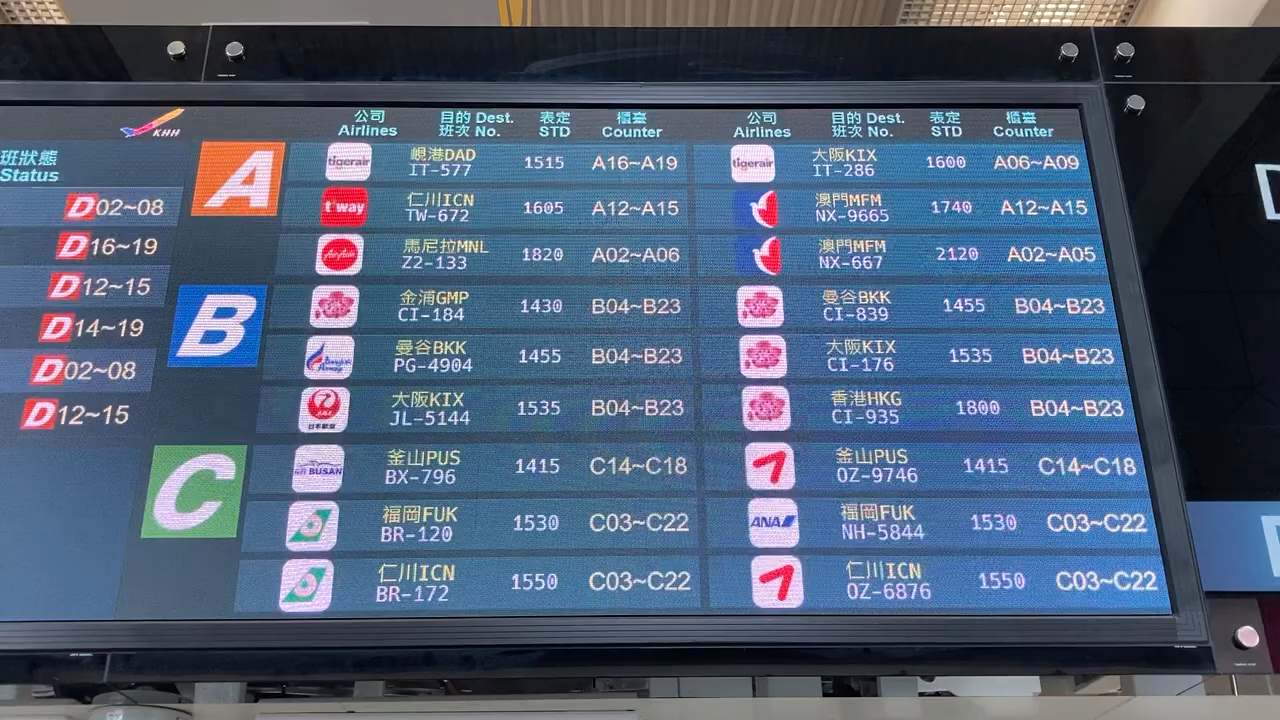 KHH
班狀態
Status
D02~08
D16~19
D12~15
D14~19
D02~08
D12~15
公司 目的 Dest. 表定 櫃臺
Airlines 班次 No. STD Counter
公司 目的 Dest. 表定 櫃臺
Airlines 班次 No. STD Counter
A
tigerair 峴港DAD 1515 A16~A19
IT-577
tigerair 大阪KIX 1600 A06~A09
IT-286
t'way 仁川ICN 1605 A12~A15
TW-672
澳門MFM 1740 A12~A15
NX-9665
AirAsia 馬尼拉MNL 1820 A02~A06
Z2-133
澳門MFM 2120 A02~A05
NX-667
B
金浦GMP 1430 B04~B23
CI-184
曼谷BKK 1455 B04~B23
CI-839
曼谷BKK 1455 B04~B23
PG-4904
大阪KIX 1535 B04~B23
CI-176
JAL 日本航空 大阪KIX 1535 B04~B23
JL-5144
香港HKG 1800 B04~B23
CI-935
C
AIR BUSAN 釜山PUS 1415 C14~C18
BX-796
釜山PUS 1415 C14~C18
OZ-9746
福岡FUK 1530 C03~C22
BR-120
ANA 福岡FUK 1530 C03~C22
NH-5844
仁川ICN 1550 C03~C22
BR-172
仁川ICN 1550 C03~C22
OZ-6876